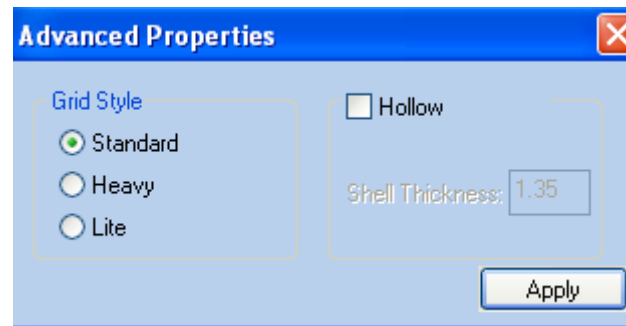 Advanced Properties
Grid Style
Standard
Heavy
Lite
Hollow
Shell Thickness: 1.35
Apply